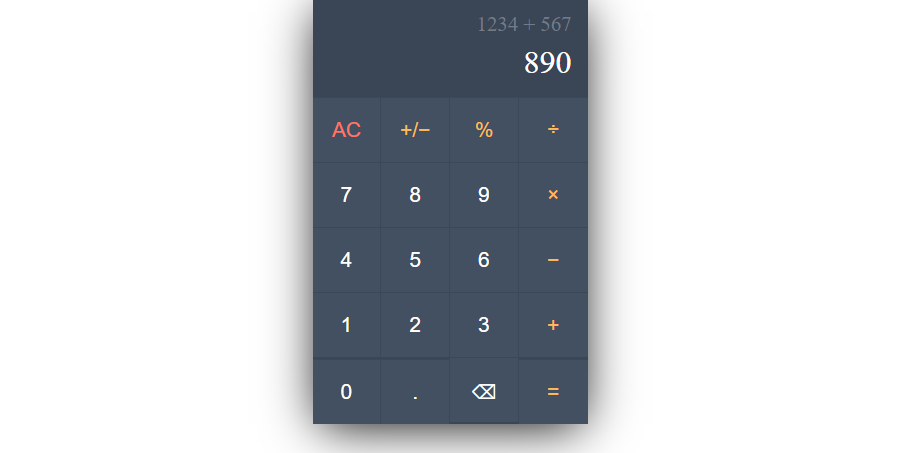 1234 + 567
890
AC +/− % ÷
7 8 9 ×
4 5 6 −
1 2 3 +
0 . ⌫ =